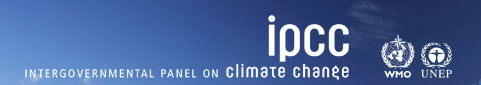 ipcc
INTERGOVERNMENTAL PANEL ON climate change
WMO UNEP